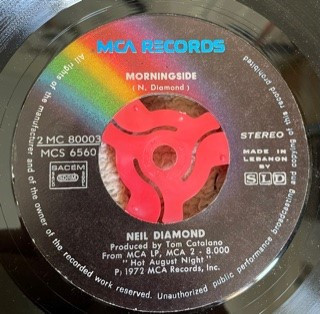 MCA RECORDS
MORNINGSIDE
( N. Diamond )
2 MC 80003
MCS 6560
SACEM
STEREO
MADE IN
LEBANON
BY
SLD
NEIL DIAMOND
Produced by Tom Catalano
From MCA LP, MCA 2 - 8.000
" Hot August Night "
P; 1972 MCA Records, Inc.
All rights of the manufacturer and of the owner of the recorded work reserved. Unauthorized public performance broadcasting and copying of this record prohibited